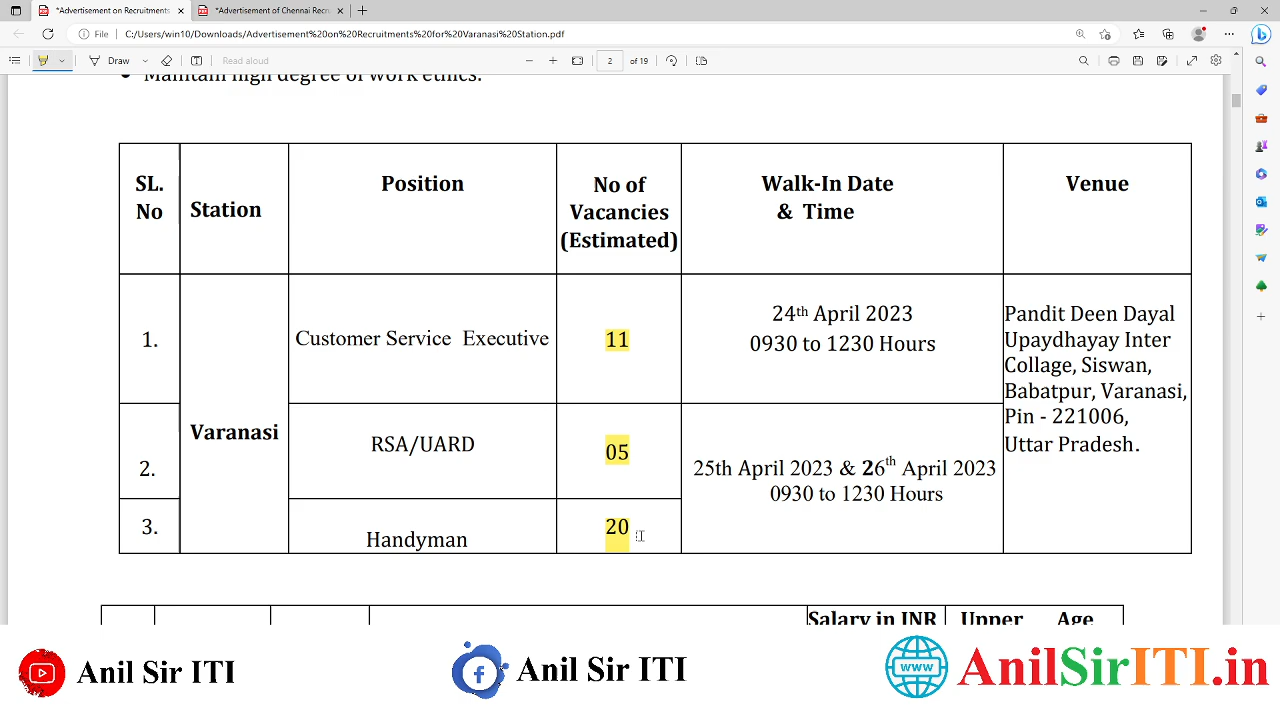 *Advertisement on Recruitments
*Advertisement of Chennai Recru
File C:/Users/win10/Downloads/Advertisement%20on%20Recruitments%20for%20Varanasi%20Station.pdf
Draw Read aloud 2 of 19
Maintain high degree of work ethics.
SL. No
Station
Position
No of Vacancies (Estimated)
Walk-In Date & Time
Venue
1.
Varanasi
Customer Service Executive
11
24th April 2023
0930 to 1230 Hours
Pandit Deen Dayal
Upaydhayay Inter
Collage, Siswan,
Babatpur, Varanasi,
Pin - 221006,
Uttar Pradesh.
2.
RSA/UARD
05
25th April 2023 & 26th April 2023
0930 to 1230 Hours
3.
Handyman
20
Salary in INR
Upper Age
Anil Sir ITI
Anil Sir ITI
www
AnilSirITI.in